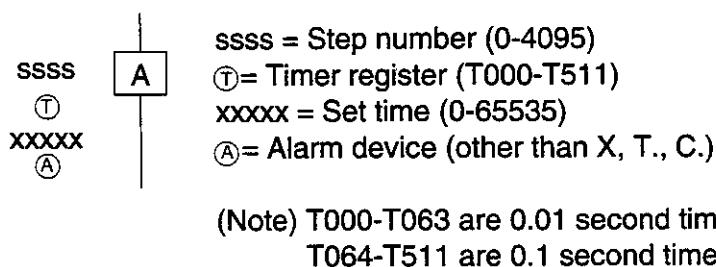 ssss = Step number (0-4095)
ssss A
Ⓣ= Timer register (T000-T511)
Ⓣ
xxxxx = Set time (0-65535)
xxxxx
Ⓐ= Alarm device (other than X, T., C.)
Ⓐ
(Note) T000-T063 are 0.01 second tim
T064-T511 are 0.1 second time